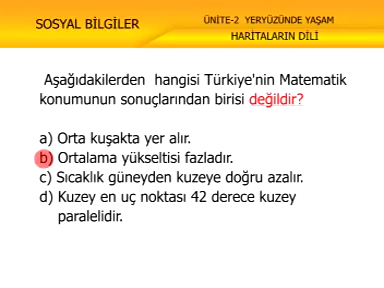 SOSYAL BİLGİLER
ÜNİTE-2 YERYÜZÜNDE YAŞAM
HARİTALARIN DİLİ
Aşağıdakilerden hangisi Türkiye'nin Matematik
konumunun sonuçlarından birisi değildir?
a) Orta kuşakta yer alır.
b) Ortalama yükseltisi fazladır.
c) Sıcaklık güneyden kuzeye doğru azalır.
d) Kuzey en uç noktası 42 derece kuzey
paralelidir.